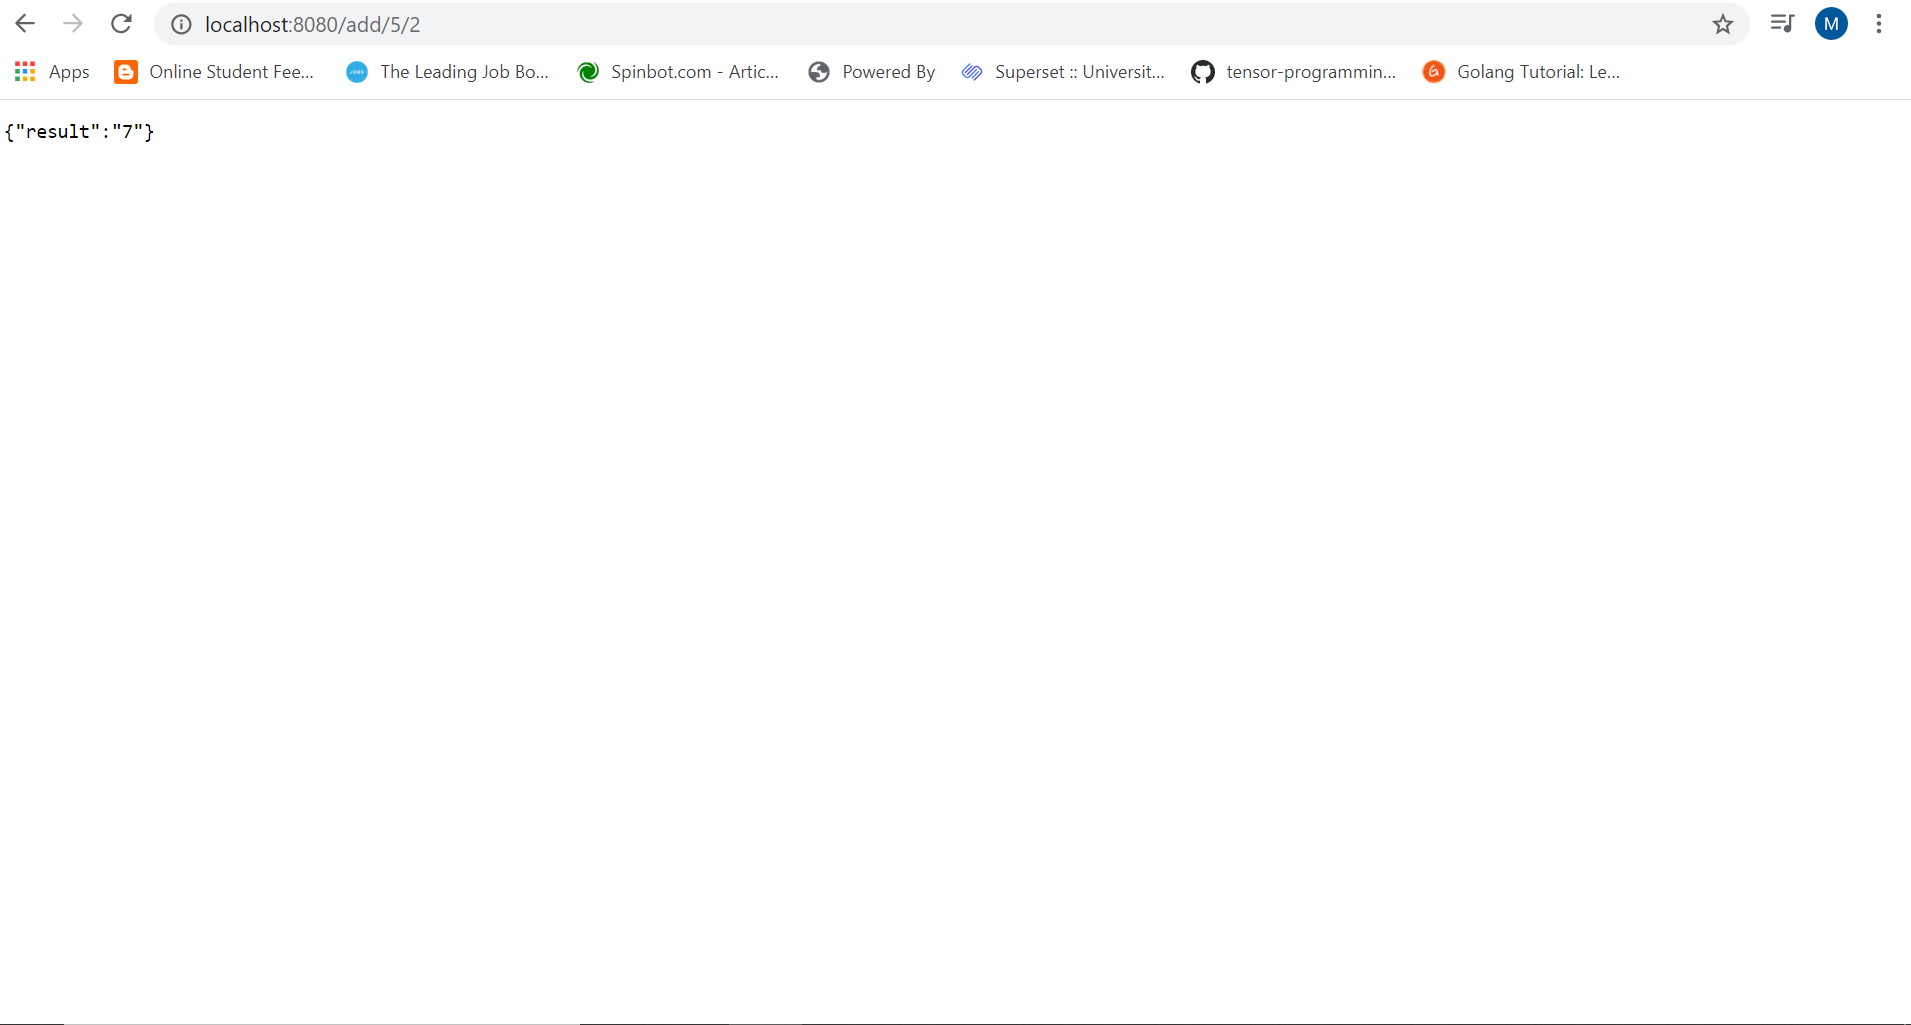 localhost:8080/add/5/2
M
Apps
Online Student Fee...
JOBS
The Leading Job Bo...
Spinbot.com - Artic...
Powered By
Superset :: Universit...
tensor-programmin...
Golang Tutorial: Le...
{"result":"7"}